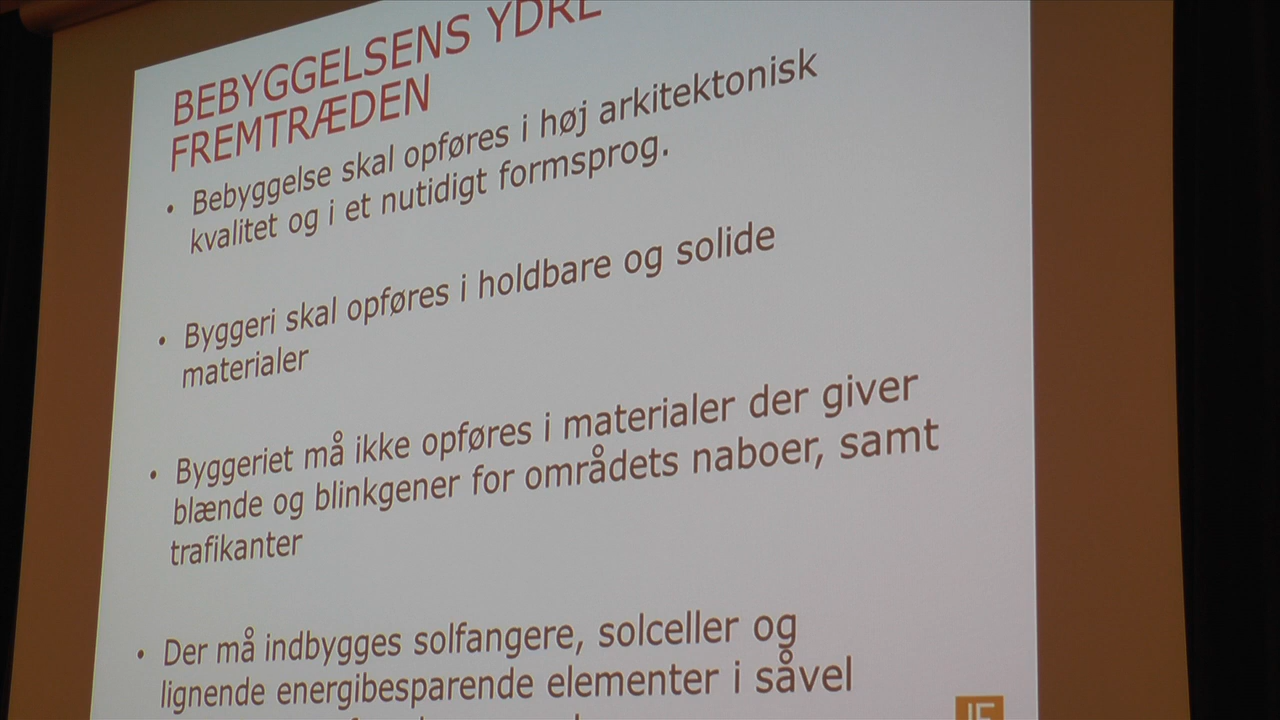 BEBYGGELSENS YDRE
FREMTRÆDEN
• Bebyggelse skal opføres i høj arkitektonisk
kvalitet og i et nutidigt formsprog.
• Byggeri skal opføres i holdbare og solide
materialer
• Byggeriet må ikke opføres i materialer der giver
blænde og blinkgener for områdets naboer, samt
trafikanter
• Der må indbygges solfangere, solceller og
lignende energibesparende elementer i såvel